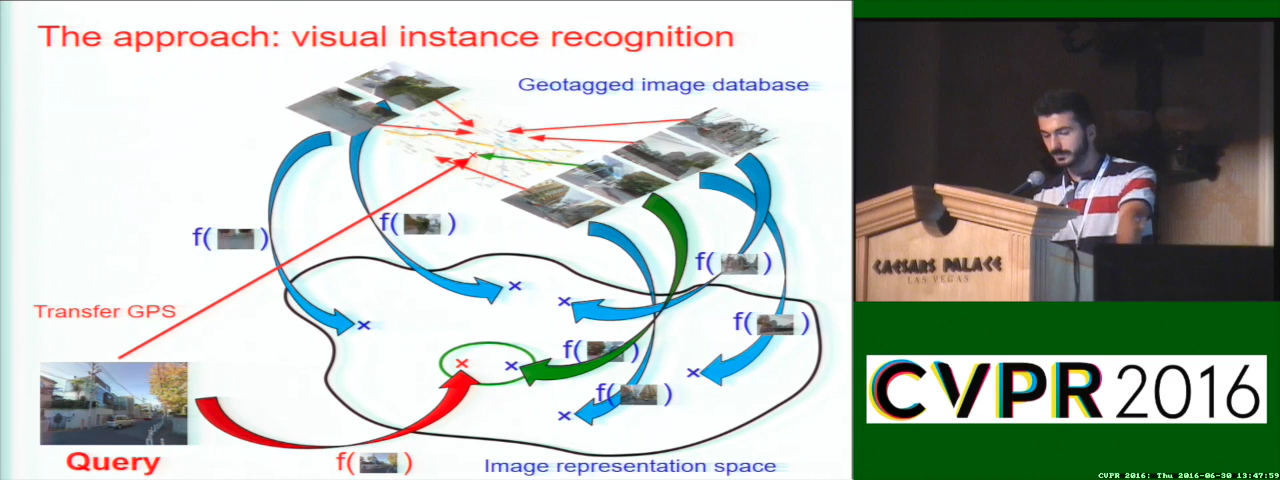 The approach: visual instance recognition
Geotagged image database
f( )
f( )
f( )
Transfer GPS
f( )
f( )
f( )
Query
f( )
Image representation space
CAESARS PALACE
LAS VEGAS
CVPR 2016
CVPR 2016: Thu 2016-06-30 13:47:59